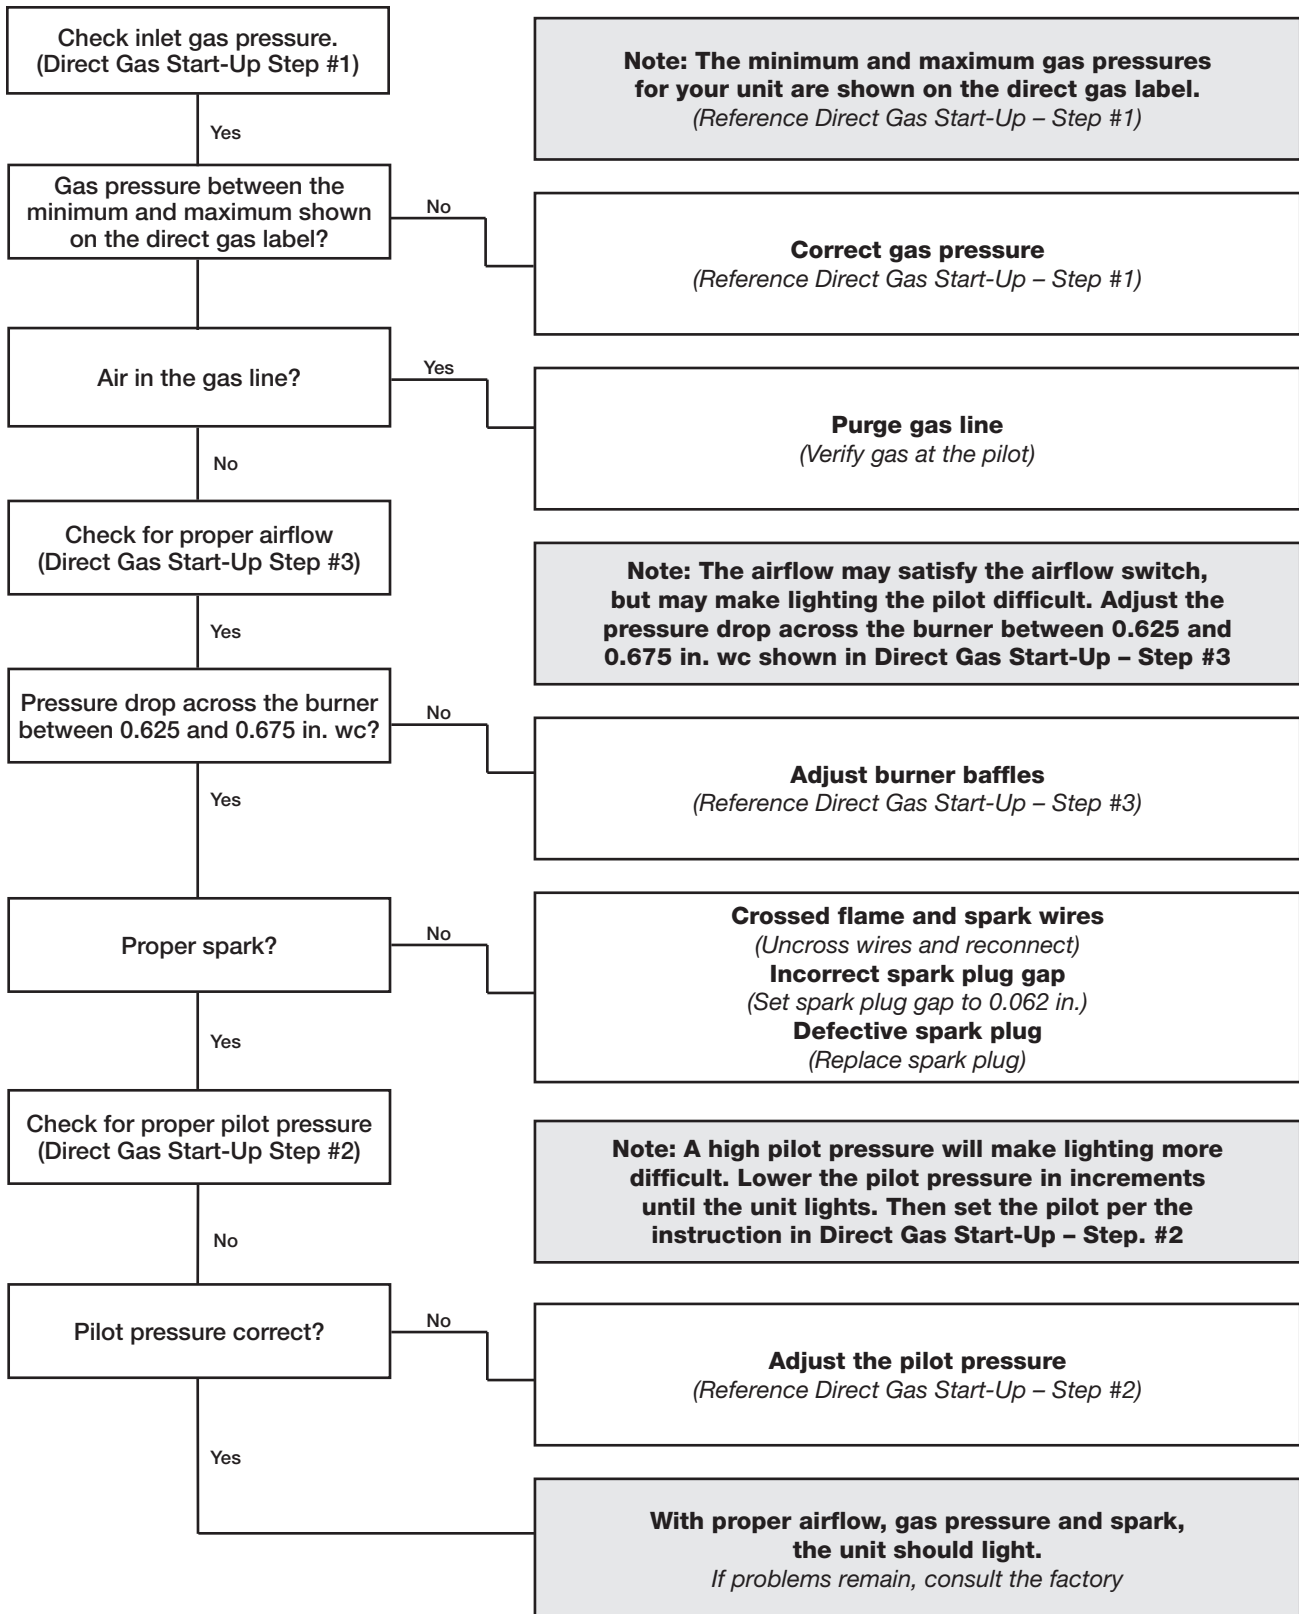 Check inlet gas pressure.
(Direct Gas Start-Up Step #1)
Note: The minimum and maximum gas pressures
for your unit are shown on the direct gas label.
(Reference Direct Gas Start-Up – Step #1)
Yes
Gas pressure between the
minimum and maximum shown
on the direct gas label?
No
Correct gas pressure
(Reference Direct Gas Start-Up – Step #1)
Air in the gas line?
Yes
Purge gas line
(Verify gas at the pilot)
No
Check for proper airflow
(Direct Gas Start-Up Step #3)
Note: The airflow may satisfy the airflow switch,
but may make lighting the pilot difficult. Adjust the
pressure drop across the burner between 0.625 and
0.675 in. wc shown in Direct Gas Start-Up – Step #3
Yes
Pressure drop across the burner
between 0.625 and 0.675 in. wc?
No
Adjust burner baffles
(Reference Direct Gas Start-Up – Step #3)
Yes
Proper spark?
No
Crossed flame and spark wires
(Uncross wires and reconnect)
Incorrect spark plug gap
(Set spark plug gap to 0.062 in.)
Defective spark plug
(Replace spark plug)
Yes
Check for proper pilot pressure
(Direct Gas Start-Up Step #2)
Note: A high pilot pressure will make lighting more
difficult. Lower the pilot pressure in increments
until the unit lights. Then set the pilot per the
instruction in Direct Gas Start-Up – Step. #2
No
Pilot pressure correct?
No
Adjust the pilot pressure
(Reference Direct Gas Start-Up – Step #2)
Yes
With proper airflow, gas pressure and spark,
the unit should light.
If problems remain, consult the factory